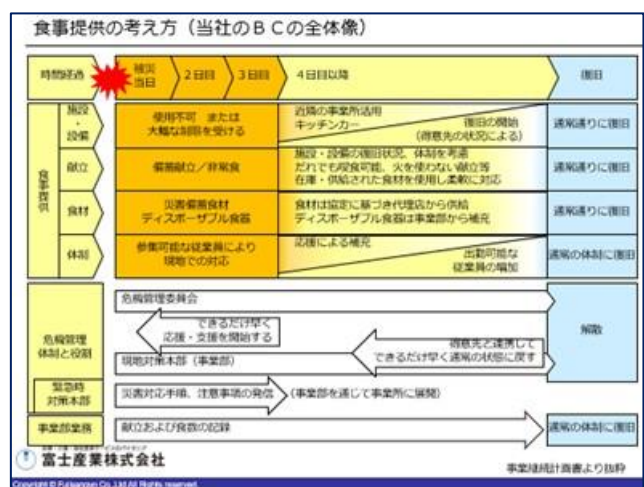 食事提供の考え方（当社のＢＣの全体像）
時間経過
被災
当日
２日目
３日目
４日目以降
復旧
食事提供
施設
・
設備
使用不可 または
大幅な制限を受ける
近隣の事業所活用
キッチンカー
復旧の開始
（得意先の状況による）
通常通りに復旧
献立
備蓄献立／非常食
施設・設備の復旧状況、体制を考慮
だれでも喫食可能、火を使わない献立等
在庫・供給された食材を使用し柔軟に対応
通常通りに復旧
食材
災害備蓄食材
ディスポーザブル食器
食材は協定に基づき代理店から供給
ディスポーザブル食器は事業部から補充
通常通りに復旧
体制
参集可能な従業員により
現地での対応
応援による補充
出勤可能な
従業員の増加
通常の体制に復旧
危機管理
体制と役割
危機管理委員会
できるだけ早く
応援・支援を開始する
得意先と連携して
できるだけ早く通常の状態に戻す
現地対策本部（事業部）
解散
緊急時
対策本部
災害対応手順、注意事項の発信
（事業部を通じて事業所に展開）
事業部業務
献立および食数の記録
通常の体制に復旧
富士産業株式会社
事業継続計画書より抜粋
Copyright © Fujisangyo Co.,Ltd All Rights reserved.